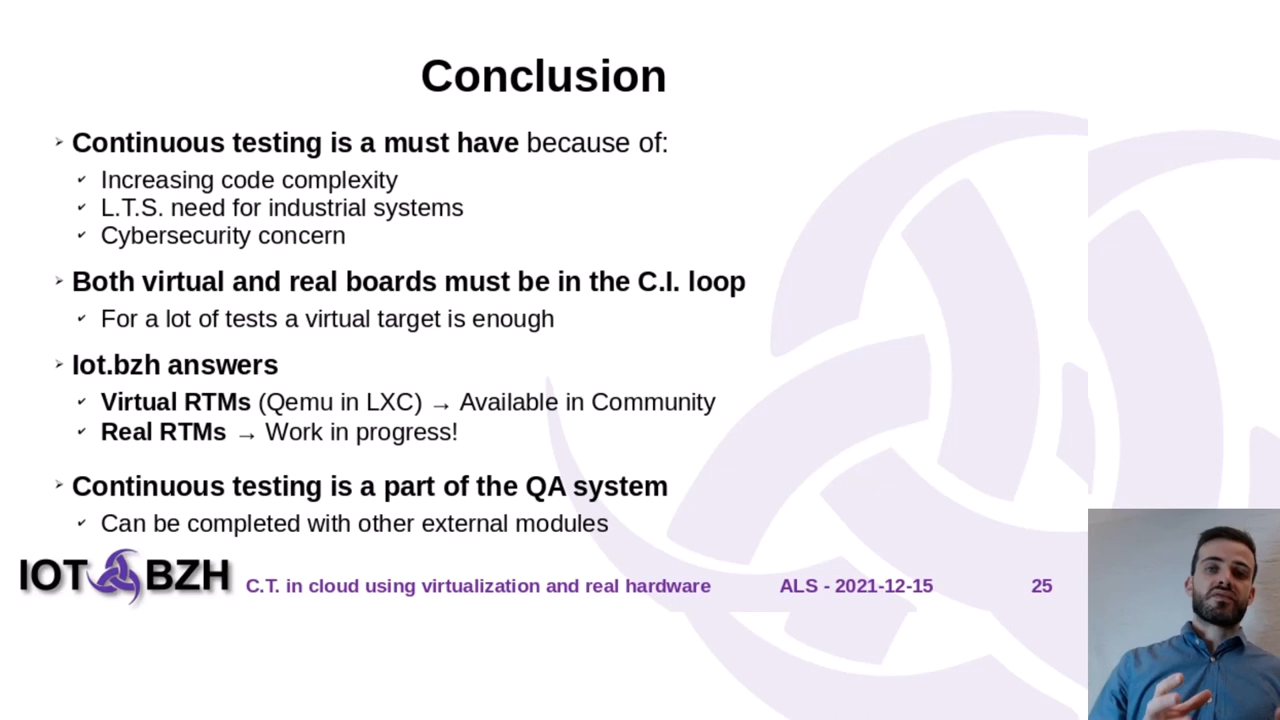 Conclusion
Continuous testing is a must have because of:
Increasing code complexity
L.T.S. need for industrial systems
Cybersecurity concern
Both virtual and real boards must be in the C.I. loop
For a lot of tests a virtual target is enough
Iot.bzh answers
Virtual RTMs (Qemu in LXC) → Available in Community
Real RTMs → Work in progress!
Continuous testing is a part of the QA system
Can be completed with other external modules
IOT BZH C.T. in cloud using virtualization and real hardware ALS - 2021-12-15 25